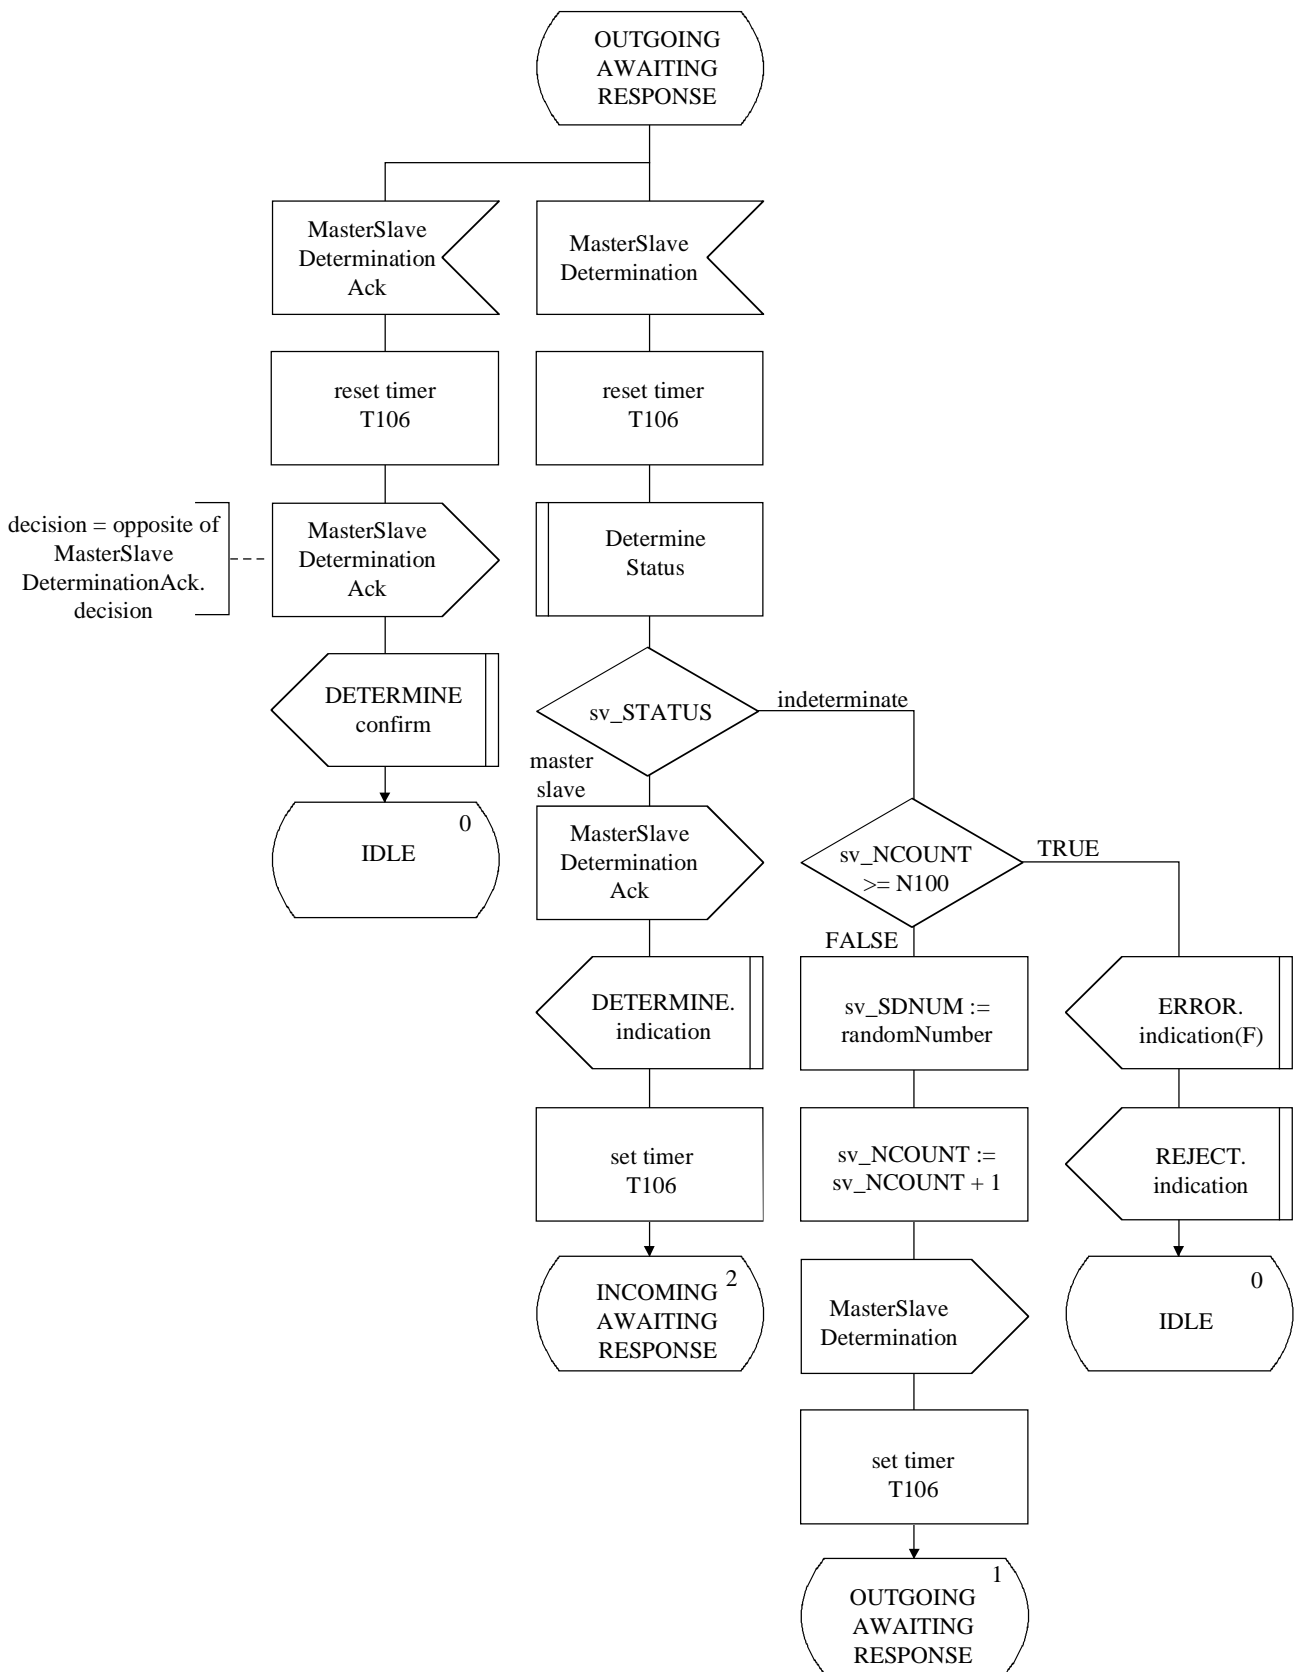 OUTGOING
AWAITING
RESPONSE
MasterSlave
Determination
Ack
MasterSlave
Determination
reset timer
T106
reset timer
T106
decision = opposite of
MasterSlave
DeterminationAck.
decision
MasterSlave
Determination
Ack
Determine
Status
DETERMINE
confirm
sv_STATUS
indeterminate
master
slave
0
IDLE
MasterSlave
Determination
Ack
sv_NCOUNT
>= N100
TRUE
FALSE
DETERMINE.
indication
sv_SDNUM :=
randomNumber
ERROR.
indication(F)
set timer
T106
sv_NCOUNT :=
sv_NCOUNT + 1
REJECT.
indication
2
INCOMING
AWAITING
RESPONSE
MasterSlave
Determination
0
IDLE
set timer
T106
1
OUTGOING
AWAITING
RESPONSE